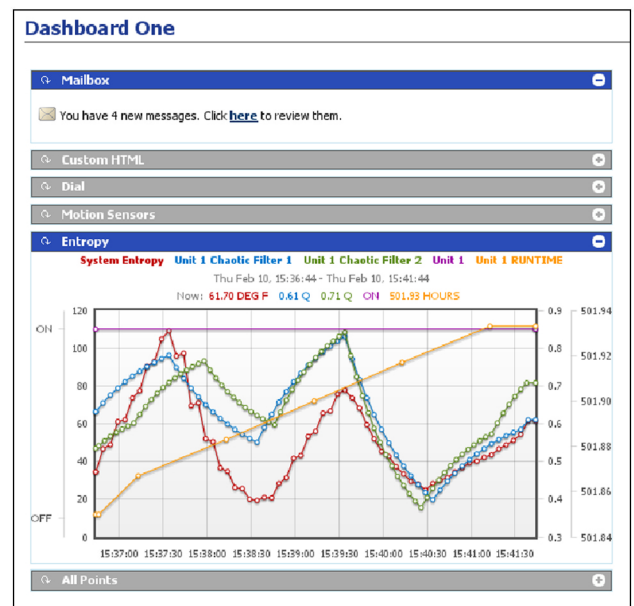 Dashboard One
Mailbox
You have 4 new messages. Click here to review them.
Custom HTML
Dial
Motion Sensors
Entropy
System Entropy Unit 1 Chaotic Filter 1 Unit 1 Chaotic Filter 2 Unit 1 Unit 1 RUNTIME
Thu Feb 10, 15:36:44 - Thu Feb 10, 15:41:44
Now: 61.70 DEG F 0.61 Q 0.71 Q ON 501.93 HOURS
120 0.9 501.94
ON
100 0.8 501.92
80 0.7 501.90
60 0.6
40 0.5 501.88
20 0.4 501.86
OFF
0 0.3 501.84
15:37:00 15:37:30 15:38:00 15:38:30 15:39:00 15:39:30 15:40:00 15:40:30 15:41:00 15:41:30
All Points